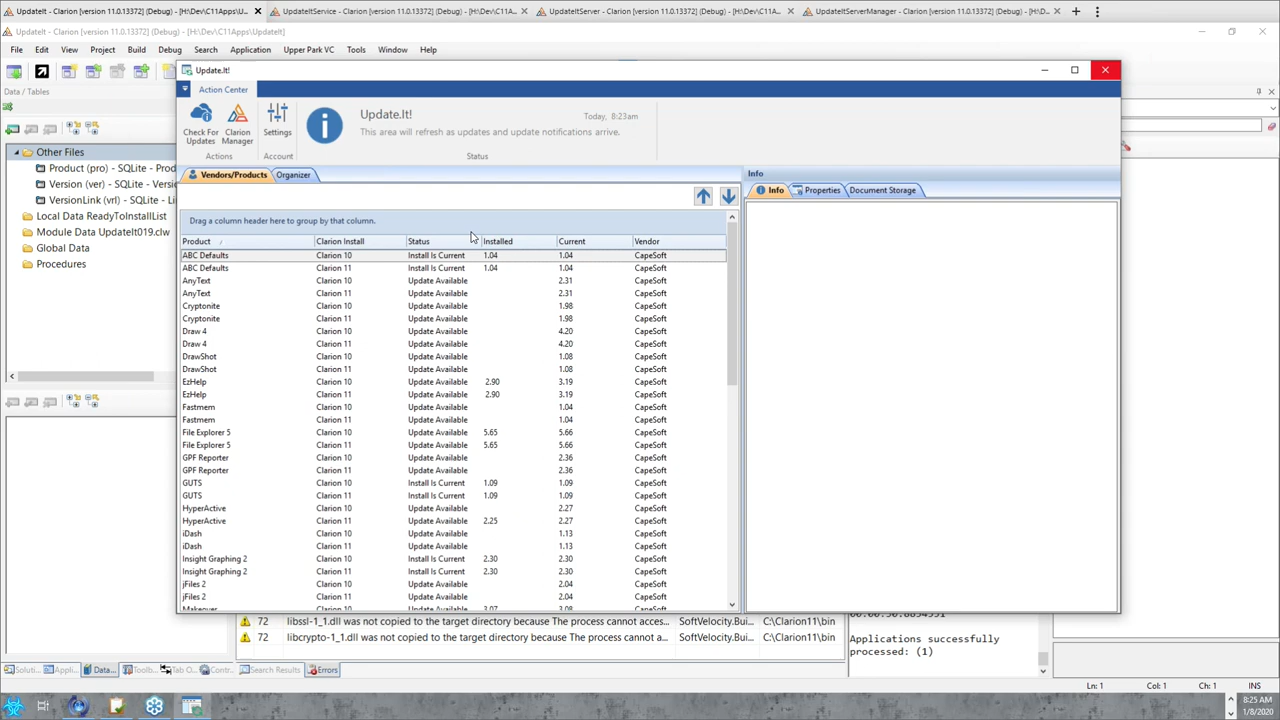 UpdateIt - Clarion [version 11.0.13372] (Debug) - [H:\Dev\C11Apps\UpdateIt]
UpdateItService - Clarion [version 11.0.13372] (Debug) - [H:\Dev\C11A...
UpdateItServer - Clarion [version 11.0.13372] (Debug) - [H:\Dev\C11Ap...
UpdateItServerManager - Clarion [version 11.0.13372] (Debug) - [H:\De...
UpdateIt - Clarion [version 11.0.13372] (Debug) - [H:\Dev\C11Apps\UpdateIt]
File Edit View Project Build Debug Search Application Upper Park VC Tools Window Help
Data / Tables
Other Files
Product (pro) - SQLite - Prod
Version (ver) - SQLite - Versio
VersionLink (vrl) - SQLite - Li
Local Data ReadyToInstallList
Module Data UpdateIt019.clw
Global Data
Procedures
Update.It!
Action Center
Check For Updates
Clarion Manager
Settings
Actions
Account
Update.It!
Today, 8:23am
This area will refresh as updates and update notifications arrive.
Status
Vendors/Products Organizer
Drag a column header here to group by that column.
Product Clarion Install Status Installed Current Vendor
ABC Defaults Clarion 10 Install Is Current 1.04 1.04 CapeSoft
ABC Defaults Clarion 11 Install Is Current 1.04 1.04 CapeSoft
AnyText Clarion 10 Update Available 2.31 CapeSoft
AnyText Clarion 11 Update Available 2.31 CapeSoft
Cryptonite Clarion 10 Update Available 1.98 CapeSoft
Cryptonite Clarion 11 Update Available 1.98 CapeSoft
Draw 4 Clarion 10 Update Available 4.20 CapeSoft
Draw 4 Clarion 11 Update Available 4.20 CapeSoft
DrawShot Clarion 10 Update Available 1.08 CapeSoft
DrawShot Clarion 11 Update Available 1.08 CapeSoft
EzHelp Clarion 10 Update Available 2.90 3.19 CapeSoft
EzHelp Clarion 11 Update Available 2.90 3.19 CapeSoft
Fastmem Clarion 10 Update Available 1.04 CapeSoft
Fastmem Clarion 11 Update Available 1.04 CapeSoft
File Explorer 5 Clarion 10 Update Available 5.65 5.66 CapeSoft
File Explorer 5 Clarion 11 Update Available 5.65 5.66 CapeSoft
GPF Reporter Clarion 10 Update Available 2.36 CapeSoft
GPF Reporter Clarion 11 Update Available 2.36 CapeSoft
GUTS Clarion 10 Install Is Current 1.09 1.09 CapeSoft
GUTS Clarion 11 Install Is Current 1.09 1.09 CapeSoft
HyperActive Clarion 10 Update Available 2.27 CapeSoft
HyperActive Clarion 11 Update Available 2.25 2.27 CapeSoft
iDash Clarion 10 Update Available 1.13 CapeSoft
iDash Clarion 11 Update Available 1.13 CapeSoft
Insight Graphing 2 Clarion 10 Install Is Current 2.30 2.30 CapeSoft
Insight Graphing 2 Clarion 11 Install Is Current 2.30 2.30 CapeSoft
jFiles 2 Clarion 10 Update Available 2.04 CapeSoft
jFiles 2 Clarion 11 Update Available 2.04 CapeSoft
Makeover Clarion 10 Update Available 3.07 3.08 CapeSoft
Info
Info Properties Document Storage
72 libssl-1_1.dll was not copied to the target directory because The process cannot acces... SoftVelocity.Bui... C:\Clarion11\bin
72 libcrypto-1_1.dll was not copied to the target directory because The process cannot a... SoftVelocity.Bui... C:\Clarion11\bin
Applications successfully
processed: (1)
Soluti... Appli... Data... Toolb... Tab O... Contr...
Search Results Errors
Ln: 1 Col: 1 Ch: 1 INS
8:25 AM
1/8/2020